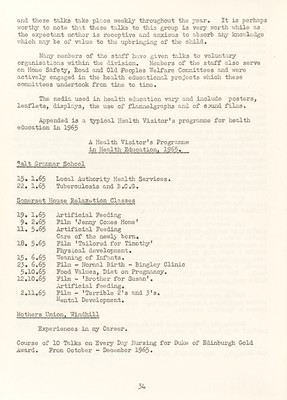 and these talks take place weekly throughout the year. It is perhaps
worthy to note that these talks to this group is very worth while as
the expectant mother is receptive and anxious to absorb any knowledge
which may be of value to the upbringing of the child.
Many members of the staff have given talks to voluntary
organisations within the division. Members of the staff also serve
on Home Safety, Road and Old Peoples Welfare Committees and were
actively engaged in the health educational projects which these
committees undertook from time to time.
The media used in health education vary and include posters,
leaflets, displays, the use of flannelgraphs and of sound films.
Appended is a typical Health Visitor's programme for health
education in 1965
A Health Visitor's Programme
in Health Education, 1965.
Salt Grammar School
15. 1.65 Local Authority Health Services.
22. 1.65 Tuberculosis and B.C.G.
Somerset House Relaxation Classes
19. 1.65 Artificial Feeding
9. 2.65 Film 'Jenny Comes Home'
11. 5.65 Artificial Feeding
Care of the newly born.
18. 5.65 Film 'Tailored for Timothy'
Physical development.
15. 6.65 Weaning of Infants.
23. 6.65 Film - Normal Birth - Bingley Clinic
5.10.65 Food Values, Diet on Pregnancy.
12.10.65 Film - 'Brother for Susan'.
Artificial feeding.
2.11.65 Film - 'Terrible 2's and 3's.
Mental Development.
Mothers Union, Windhill
Experiences in my Career.
Course of 10 Talks on Every Day Nursing for Duke of Edinburgh Gold
Award. From October - December 1965.
34